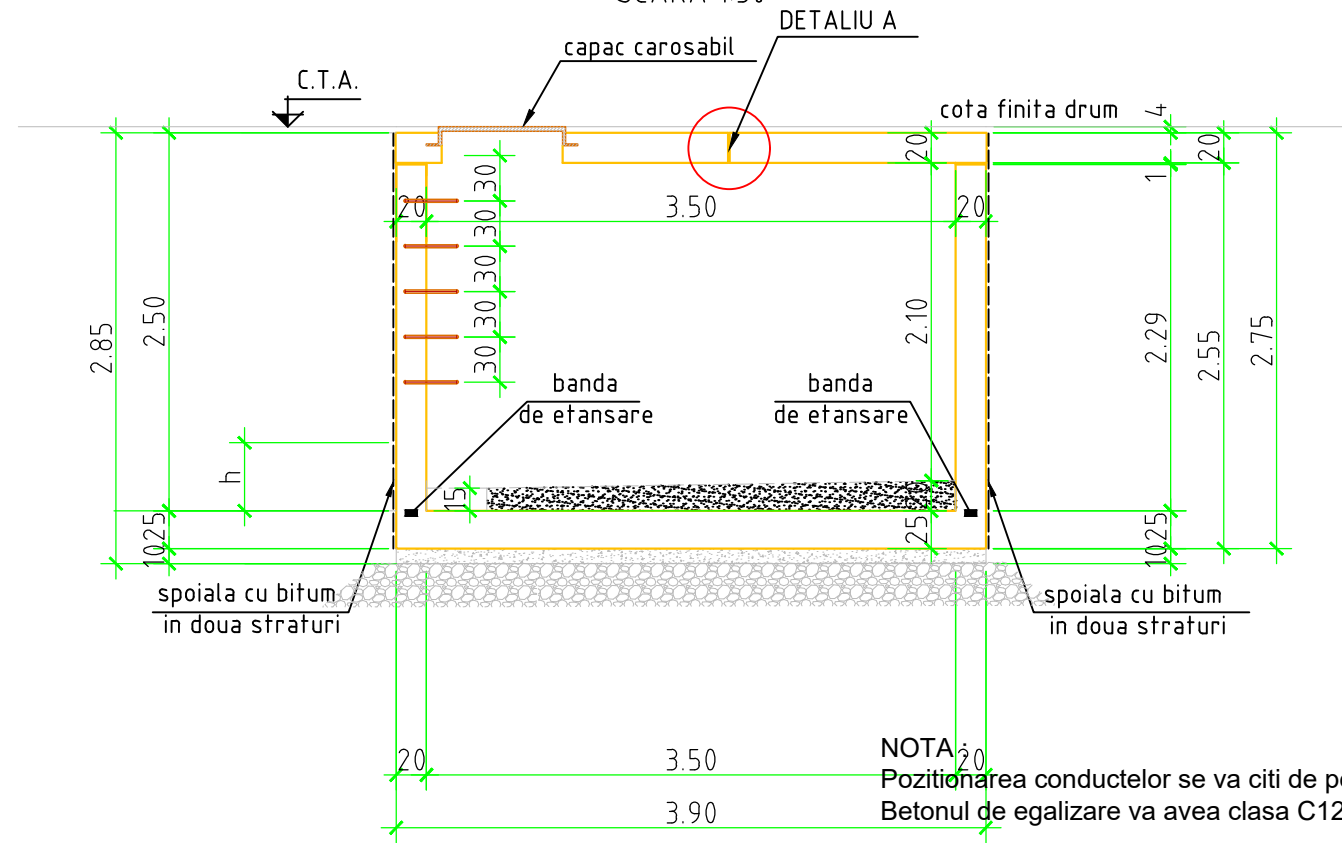 DETALIU A
capac carosabil
C.T.A.
cota finita drum
4
20
20
1
30
30
30
30
30
20
3.50
20
2.85
2.50
2.10
2.29
2.55
2.75
banda
de etansare
banda
de etansare
h
15
25
10
25
25
10
spoiala cu bitum
in doua straturi
spoiala cu bitum
in doua straturi
20
3.50
20
3.90
NOTA :
Pozitionarea conductelor se va citi de
Betonul de egalizare va avea clasa C12